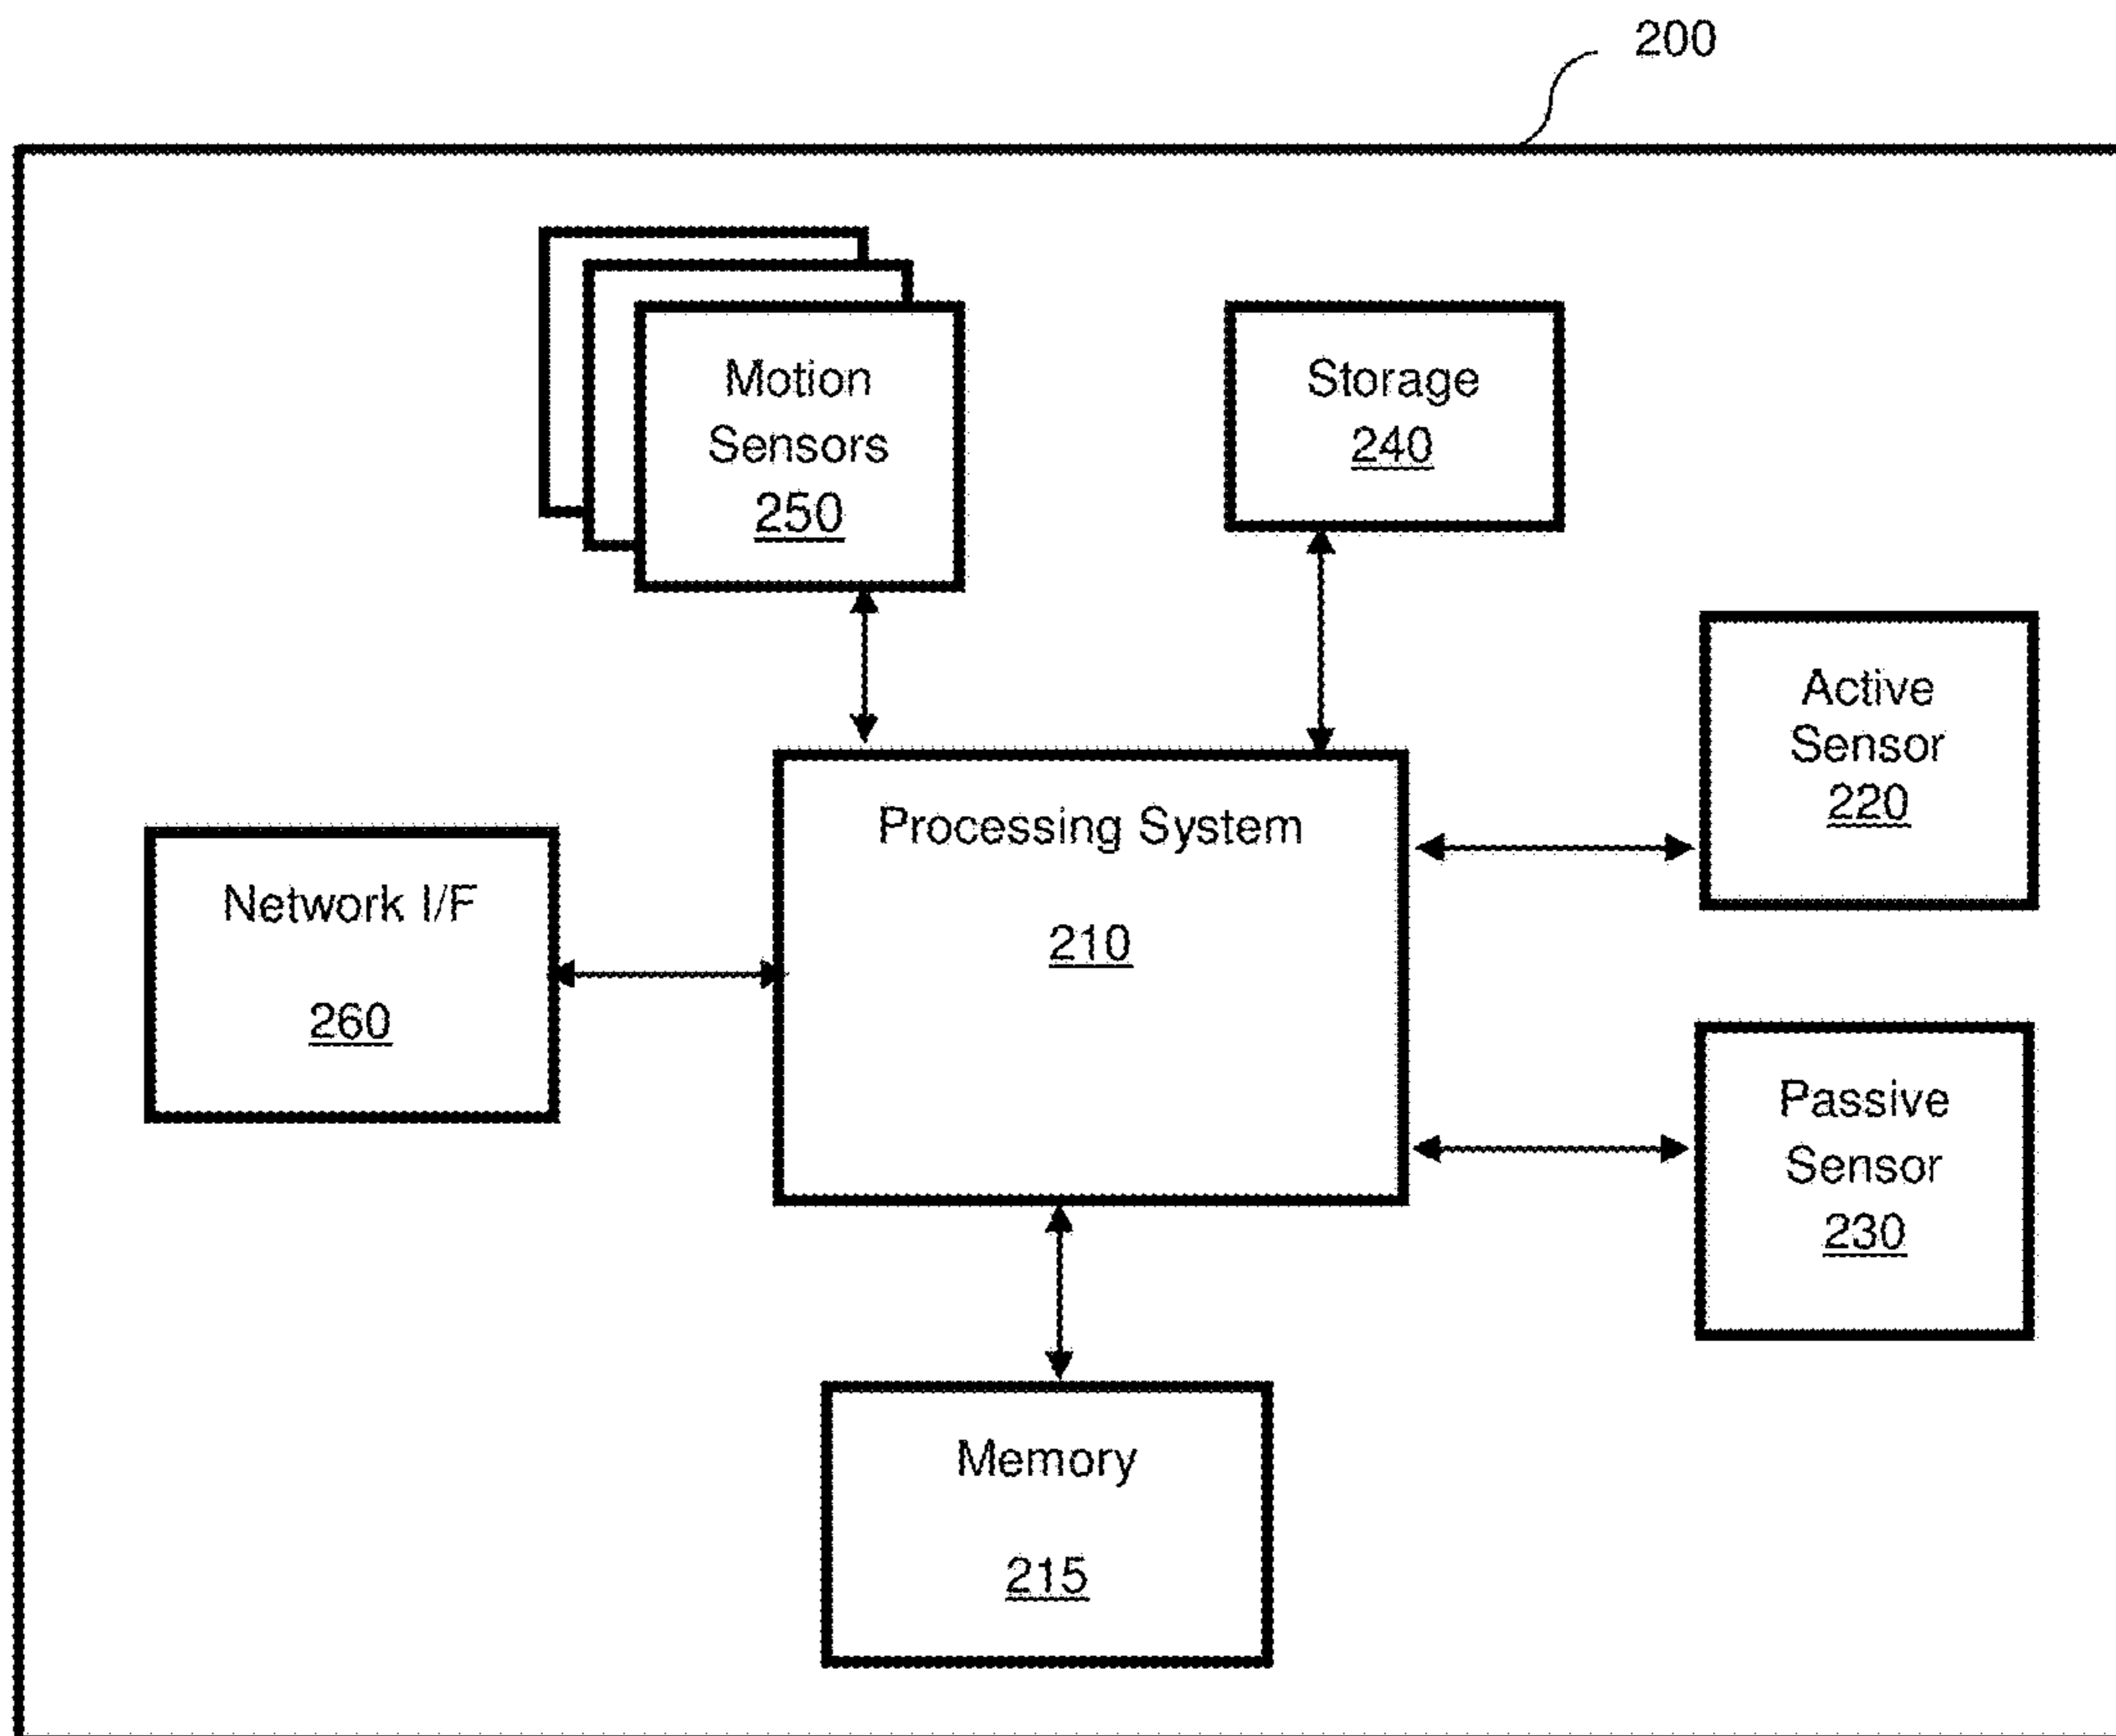 200
Motion
Sensors
250
Storage
240
Active
Sensor
220
Processing System
210
Network I/F
260
Passive
Sensor
230
Memory
215